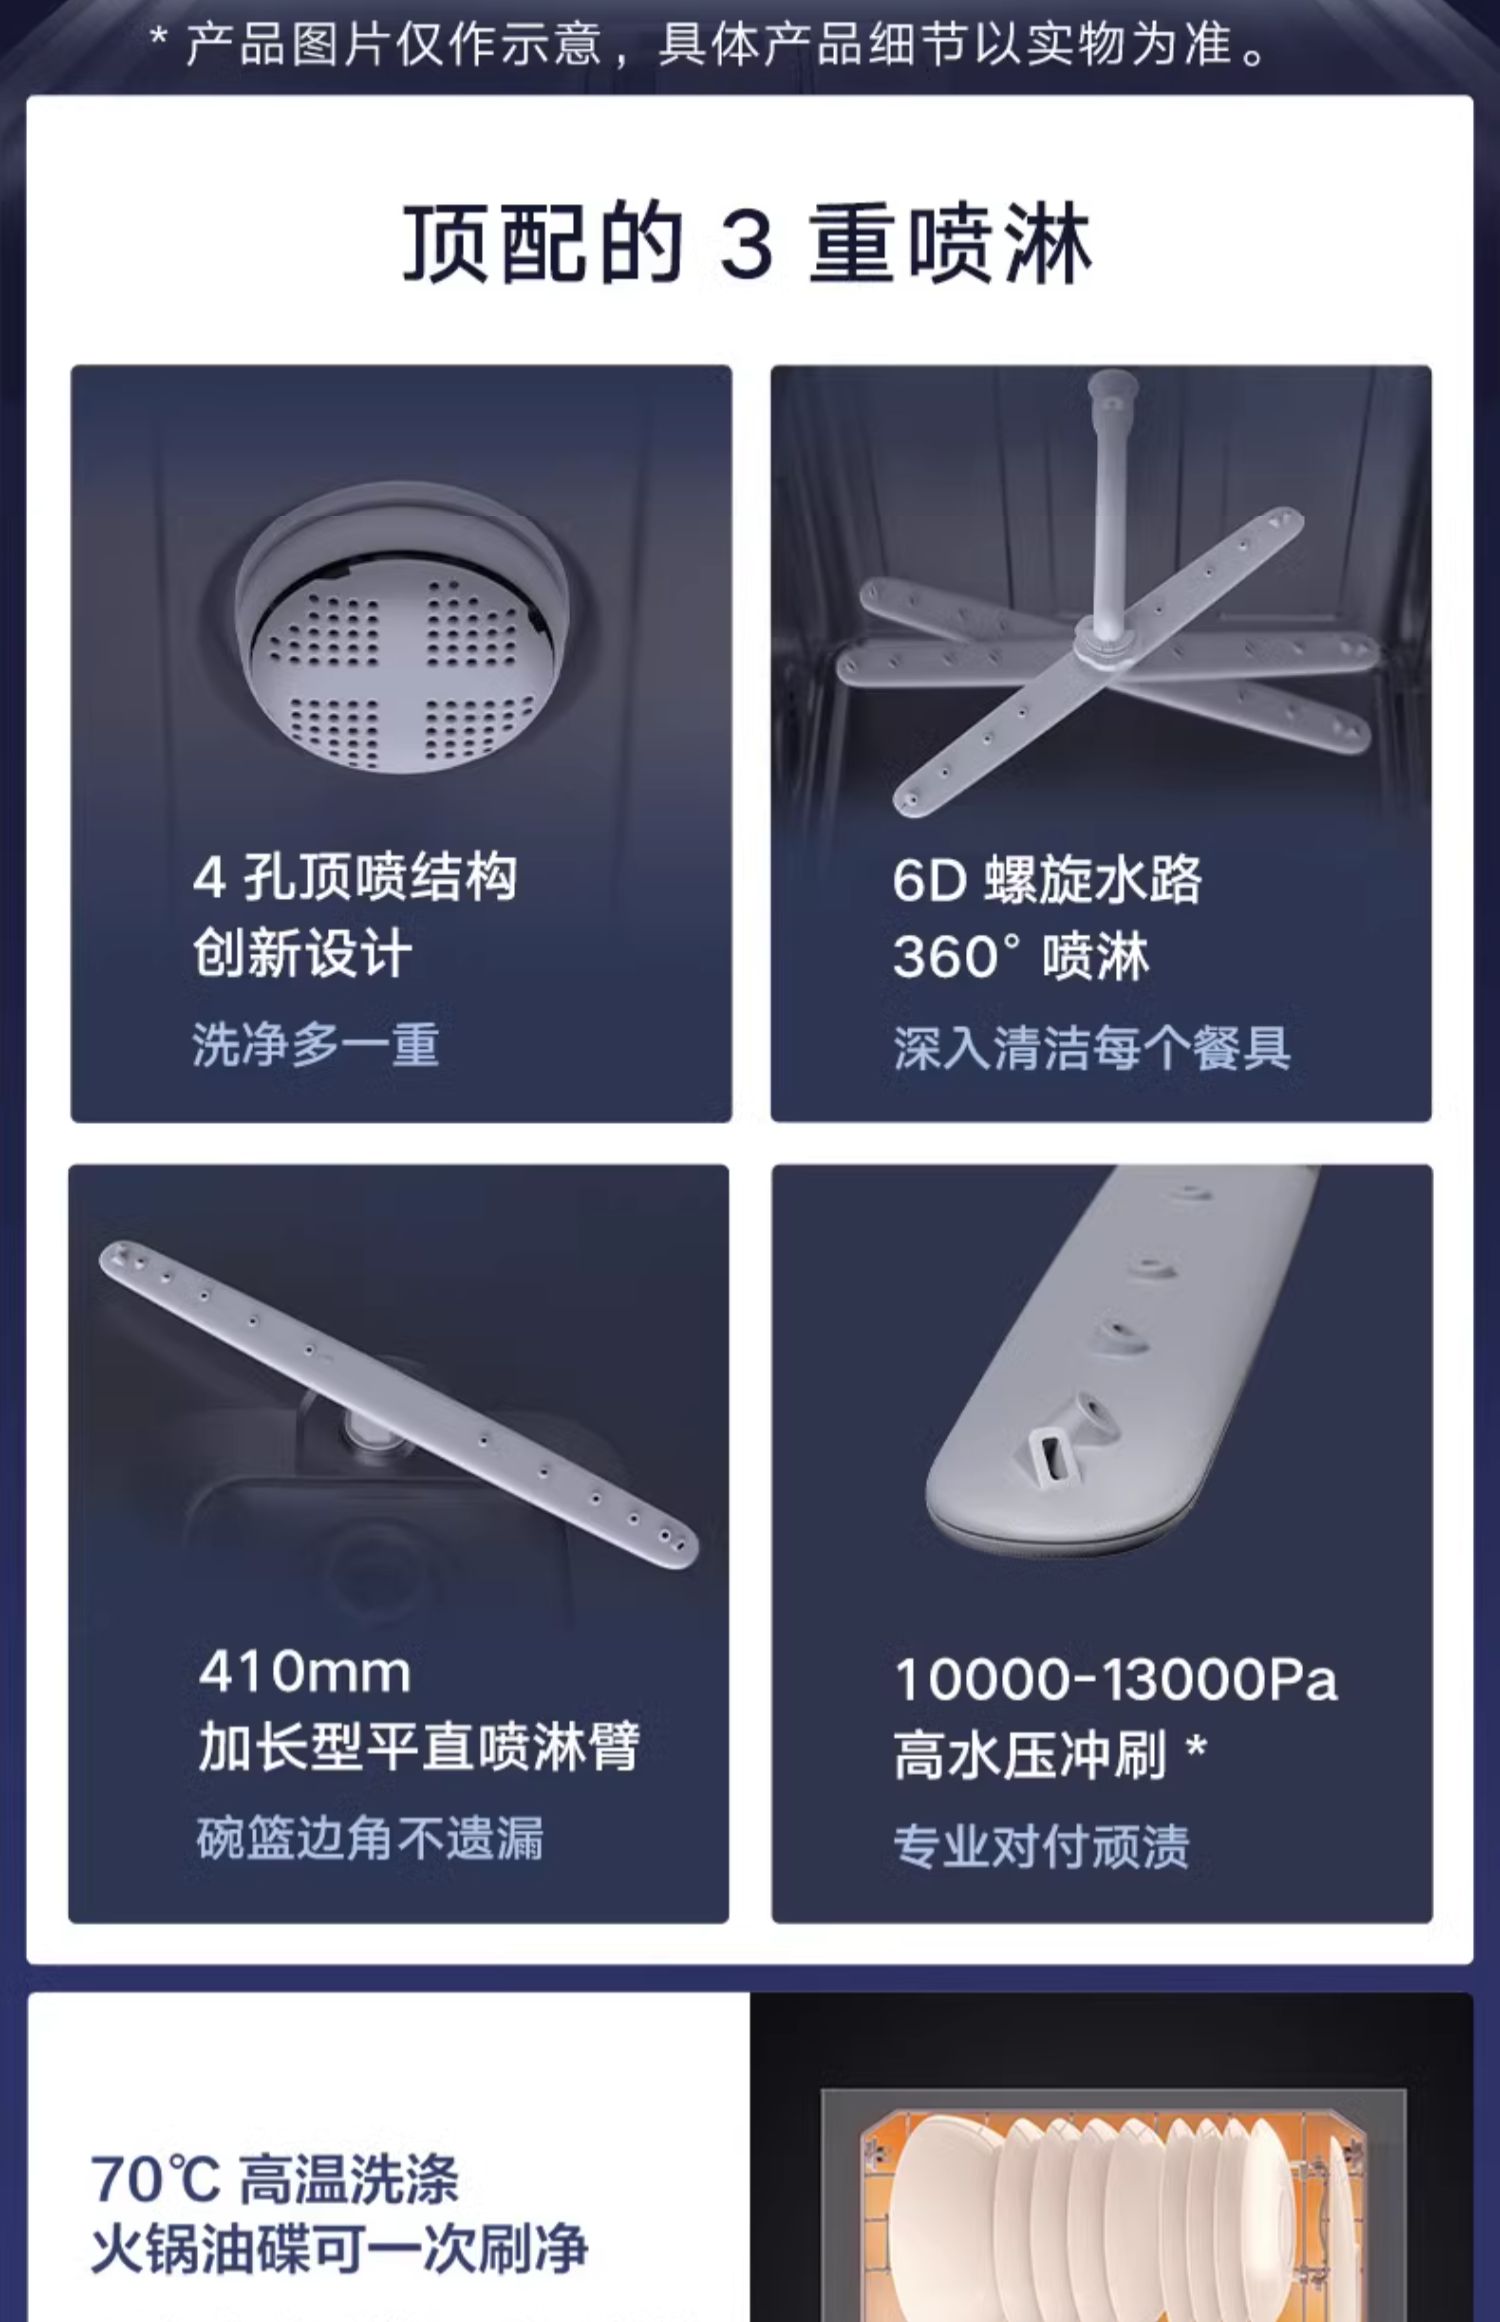 * 产品图片仅作示意，具体产品细节以实物为准。
顶配的 3 重喷淋
4 孔顶喷结构
创新设计
洗净多一重
6D 螺旋水路
360° 喷淋
深入清洁每个餐具
410mm
加长型平直喷淋臂
碗篮边角不遗漏
10000-13000Pa
高水压冲刷 *
专业对付顽渍
70℃ 高温洗涤
火锅油碟可一次刷净